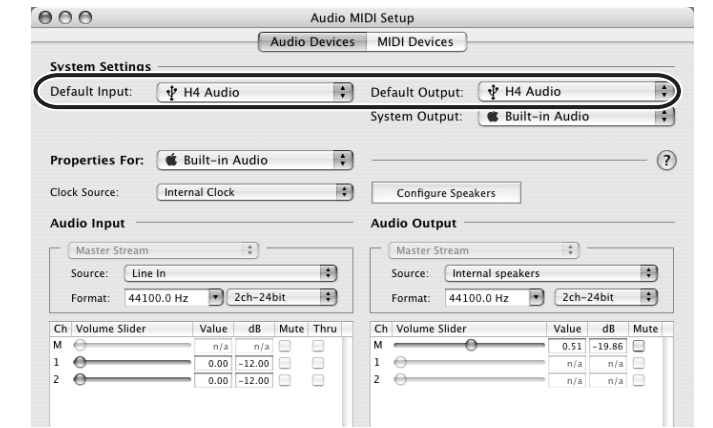 Audio MIDI Setup
Audio Devices MIDI Devices
System Settings
Default Input: H4 Audio Default Output: H4 Audio
System Output: Built-in Audio
Properties For: Built-in Audio ?
Clock Source: Internal Clock Configure Speakers
Audio Input Audio Output
Master Stream Master Stream
Source: Line In Source: Internal speakers
Format: 44100.0 Hz 2ch-24bit Format: 44100.0 Hz 2ch-24bit
Ch Volume Slider Value dB Mute Thru Ch Volume Slider Value dB Mute
M n/a n/a M 0.51 -19.86
1 0.00 -12.00 1 n/a n/a
2 0.00 -12.00 2 n/a n/a